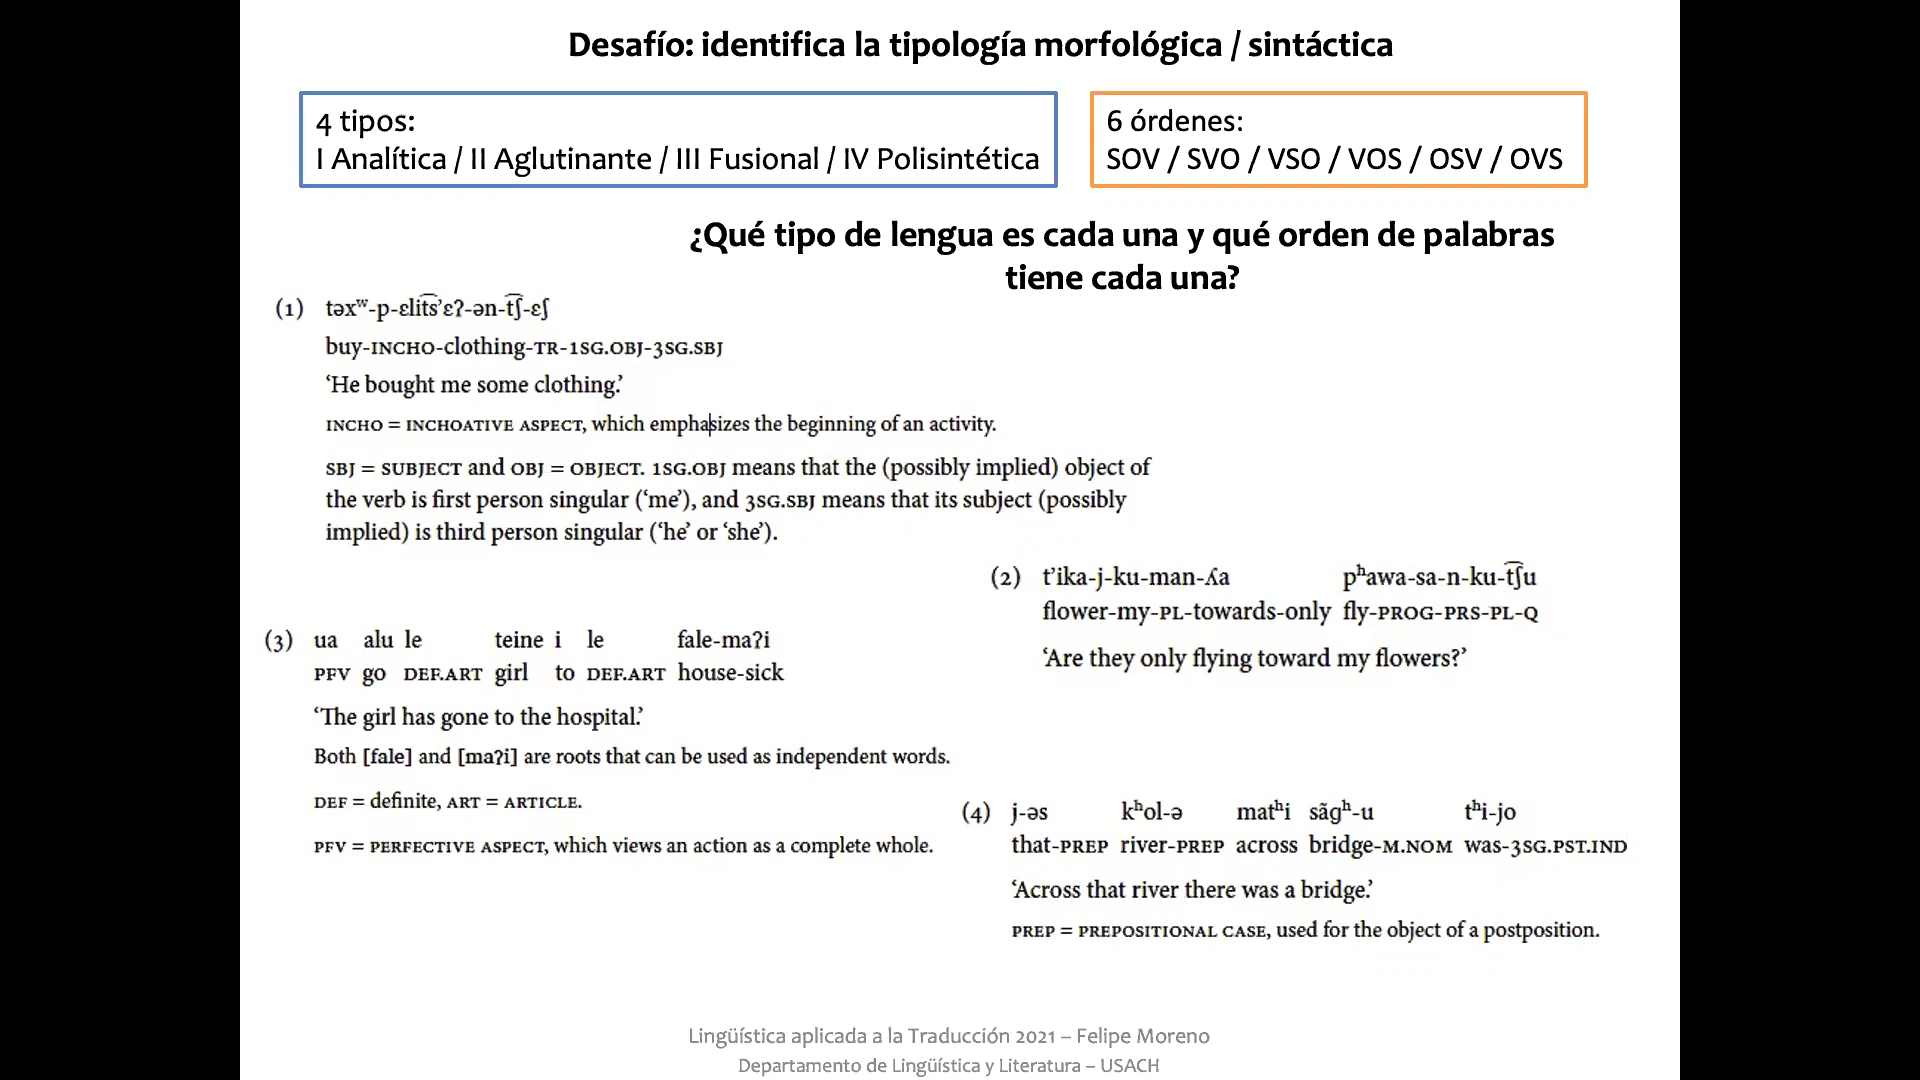 Desafío: identifica la tipología morfológica / sintáctica
4 tipos:
I Analítica / II Aglutinante / III Fusional / IV Polisintética
6 órdenes:
SOV / SVO / VSO / VOS / OSV / OVS
¿Qué tipo de lengua es cada una y qué orden de palabras
tiene cada una?
(1) təxʷ-p-ɛlit͡s’ɛʔ-ən-t͡ʃ-ɛʃ
buy-INCHO-clothing-TR-1SG.OBJ-3SG.SBJ
‘He bought me some clothing.’
INCHO = INCHOATIVE ASPECT, which emphasizes the beginning of an activity.
SBJ = SUBJECT and OBJ = OBJECT. 1SG.OBJ means that the (possibly implied) object of
the verb is first person singular (‘me’), and 3SG.SBJ means that its subject (possibly
implied) is third person singular (‘he’ or ‘she’).
(2) t’ika-j-ku-man-ʎa pʰawa-sa-n-ku-t͡ʃu
flower-my-PL-towards-only fly-PROG-PRS-PL-Q
‘Are they only flying toward my flowers?’
(3) ua alu le teine i le fale-maʔi
PFV go DEF.ART girl to DEF.ART house-sick
‘The girl has gone to the hospital.’
Both [fale] and [maʔi] are roots that can be used as independent words.
DEF = definite, ART = ARTICLE.
PFV = PERFECTIVE ASPECT, which views an action as a complete whole.
(4) j-əs kʰol-ə matʰi sãgʰ-u tʰi-jo
that-PREP river-PREP across bridge-M.NOM was-3SG.PST.IND
‘Across that river there was a bridge.’
PREP = PREPOSITIONAL CASE, used for the object of a postposition.
Lingüística aplicada a la Traducción 2021 – Felipe Moreno
Departamento de Lingüística y Literatura – USACH